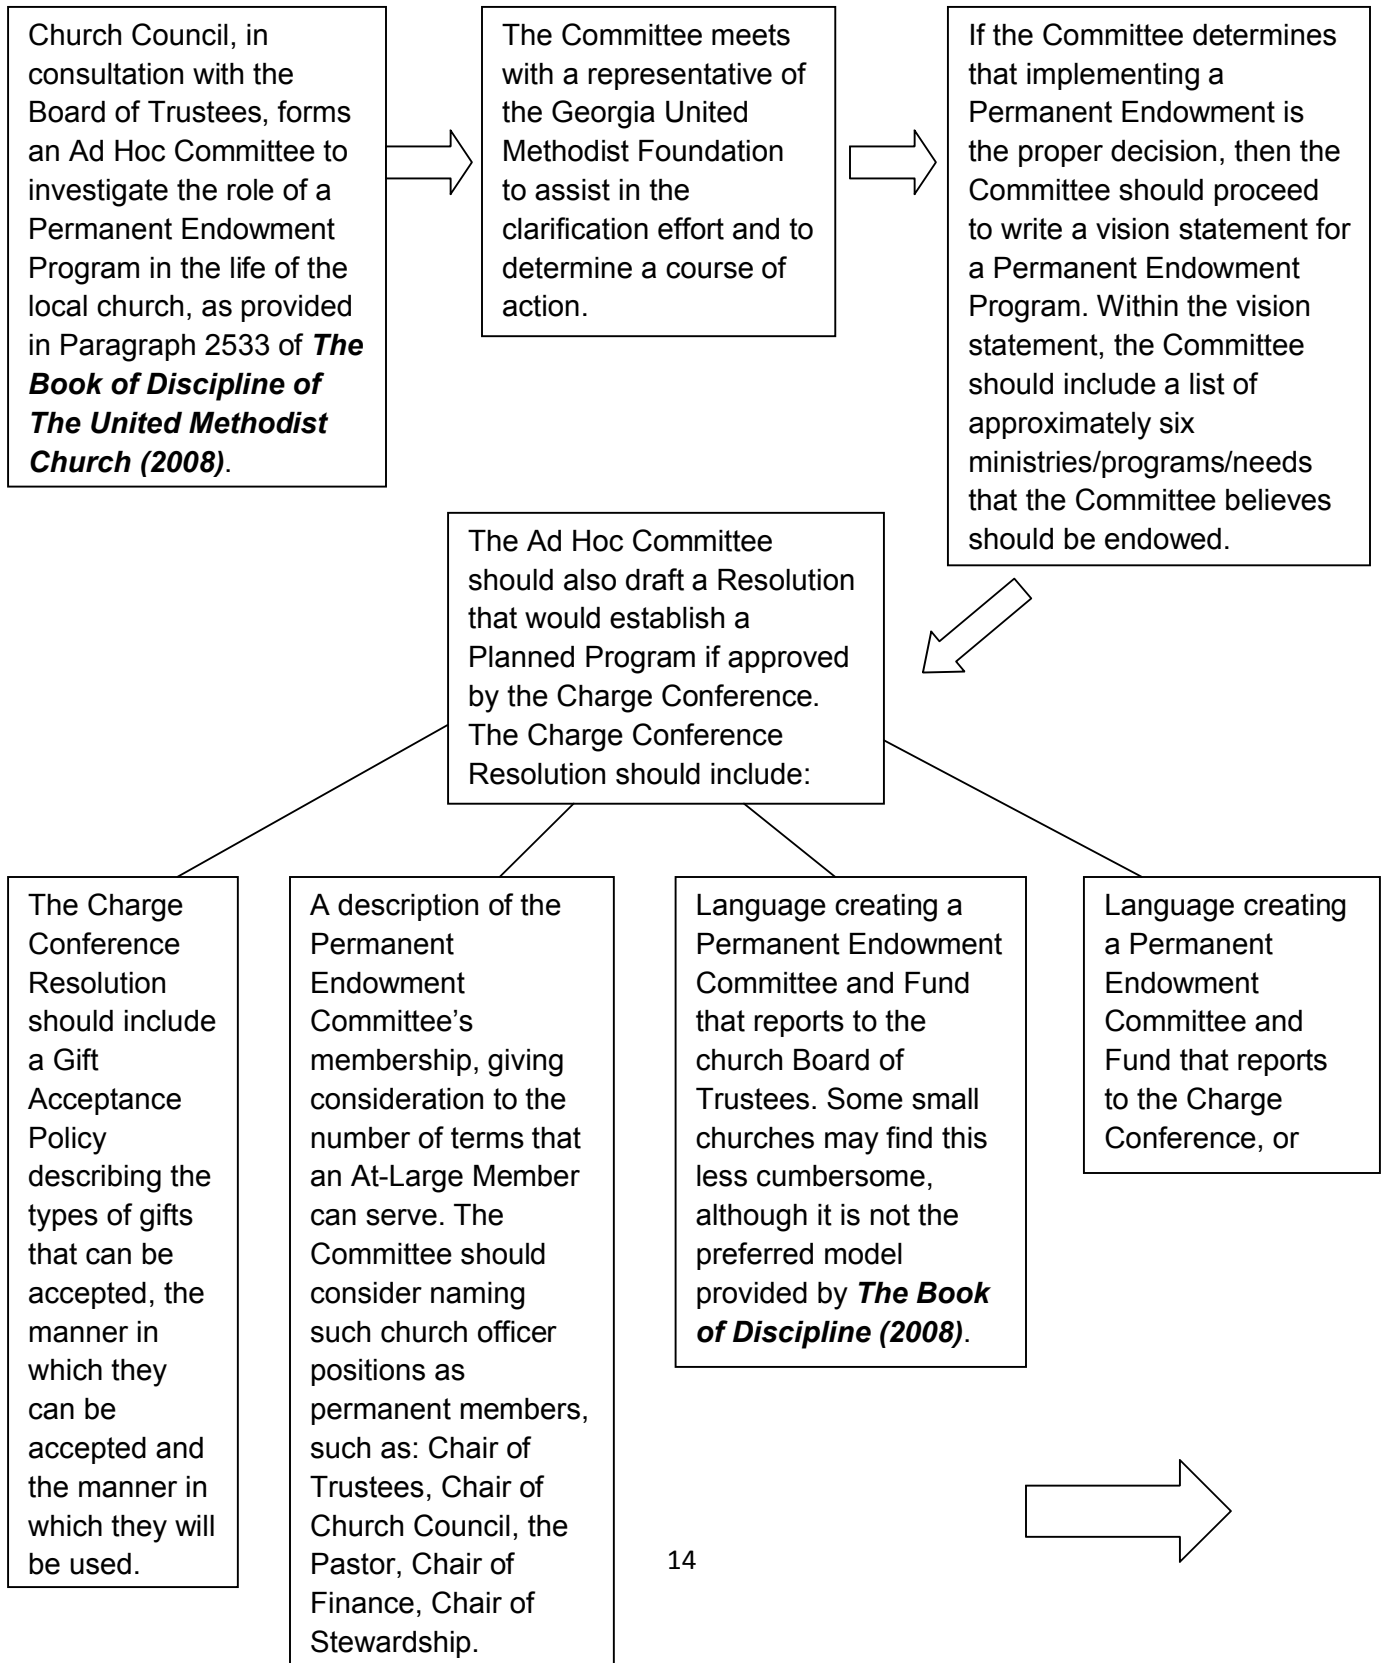 Church Council, in
consultation with the
Board of Trustees, forms
an Ad Hoc Committee to
investigate the role of a
Permanent Endowment
Program in the life of the
local church, as provided
in Paragraph 2533 of The
Book of Discipline of
The United Methodist
Church (2008).
The Committee meets
with a representative of
the Georgia United
Methodist Foundation
to assist in the
clarification effort and to
determine a course of
action.
If the Committee determines
that implementing a
Permanent Endowment is
the proper decision, then the
Committee should proceed
to write a vision statement for
a Permanent Endowment
Program. Within the vision
statement, the Committee
should include a list of
approximately six
ministries/programs/needs
that the Committee believes
should be endowed.
The Ad Hoc Committee
should also draft a Resolution
that would establish a
Planned Program if approved
by the Charge Conference.
The Charge Conference
Resolution should include:
The Charge
Conference
Resolution
should include
a Gift
Acceptance
Policy
describing the
types of gifts
that can be
accepted, the
manner in
which they
can be
accepted and
the manner in
which they will
be used.
A description of the
Permanent
Endowment
Committee’s
membership, giving
consideration to the
number of terms that
an At-Large Member
can serve. The
Committee should
consider naming
such church officer
positions as
permanent members,
such as: Chair of
Trustees, Chair of
Church Council, the
Pastor, Chair of
Finance, Chair of
Stewardship.
Language creating a
Permanent Endowment
Committee and Fund
that reports to the
church Board of
Trustees. Some small
churches may find this
less cumbersome,
although it is not the
preferred model
provided by The Book
of Discipline (2008).
Language creating
a Permanent
Endowment
Committee and
Fund that reports
to the Charge
Conference, or
14